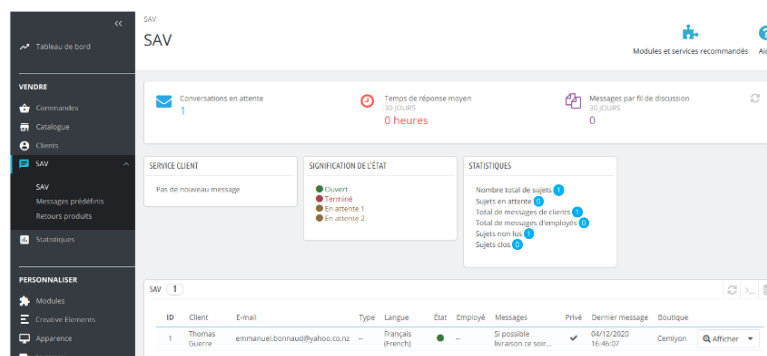 SAV
SAV
Modules et services recommandés
Tableau de bord
VENDRE
Commandes
Catalogue
Clients
SAV
SAV
Messages prédéfinis
Retours produits
Statistiques
PERSONNALISER
Modules
Creative Elements
Apparence
Conversations en attente
1
Temps de réponse moyen
30 JOURS
0 heures
Messages par fil de discussion
30 JOURS
0
SERVICE CLIENT
Pas de nouveau message
SIGNIFICATION DE L'ÉTAT
Ouvert
Terminé
En attente 1
En attente 2
STATISTIQUES
Nombre total de sujets 1
Sujets en attente 0
Total de messages de clients 1
Total de messages d'employés 0
Sujets non lus 1
Sujets clos 0
SAV 1
ID Client E-mail Type Langue État Employé Messages Privé Dernier message Boutique
1 Thomas Guerre emmanuel.bonnaud@yahoo.co.nz -- Français (French) -- Si possible livraison ce soir... 04/12/2020 16:46:07 Cemlyon Afficher